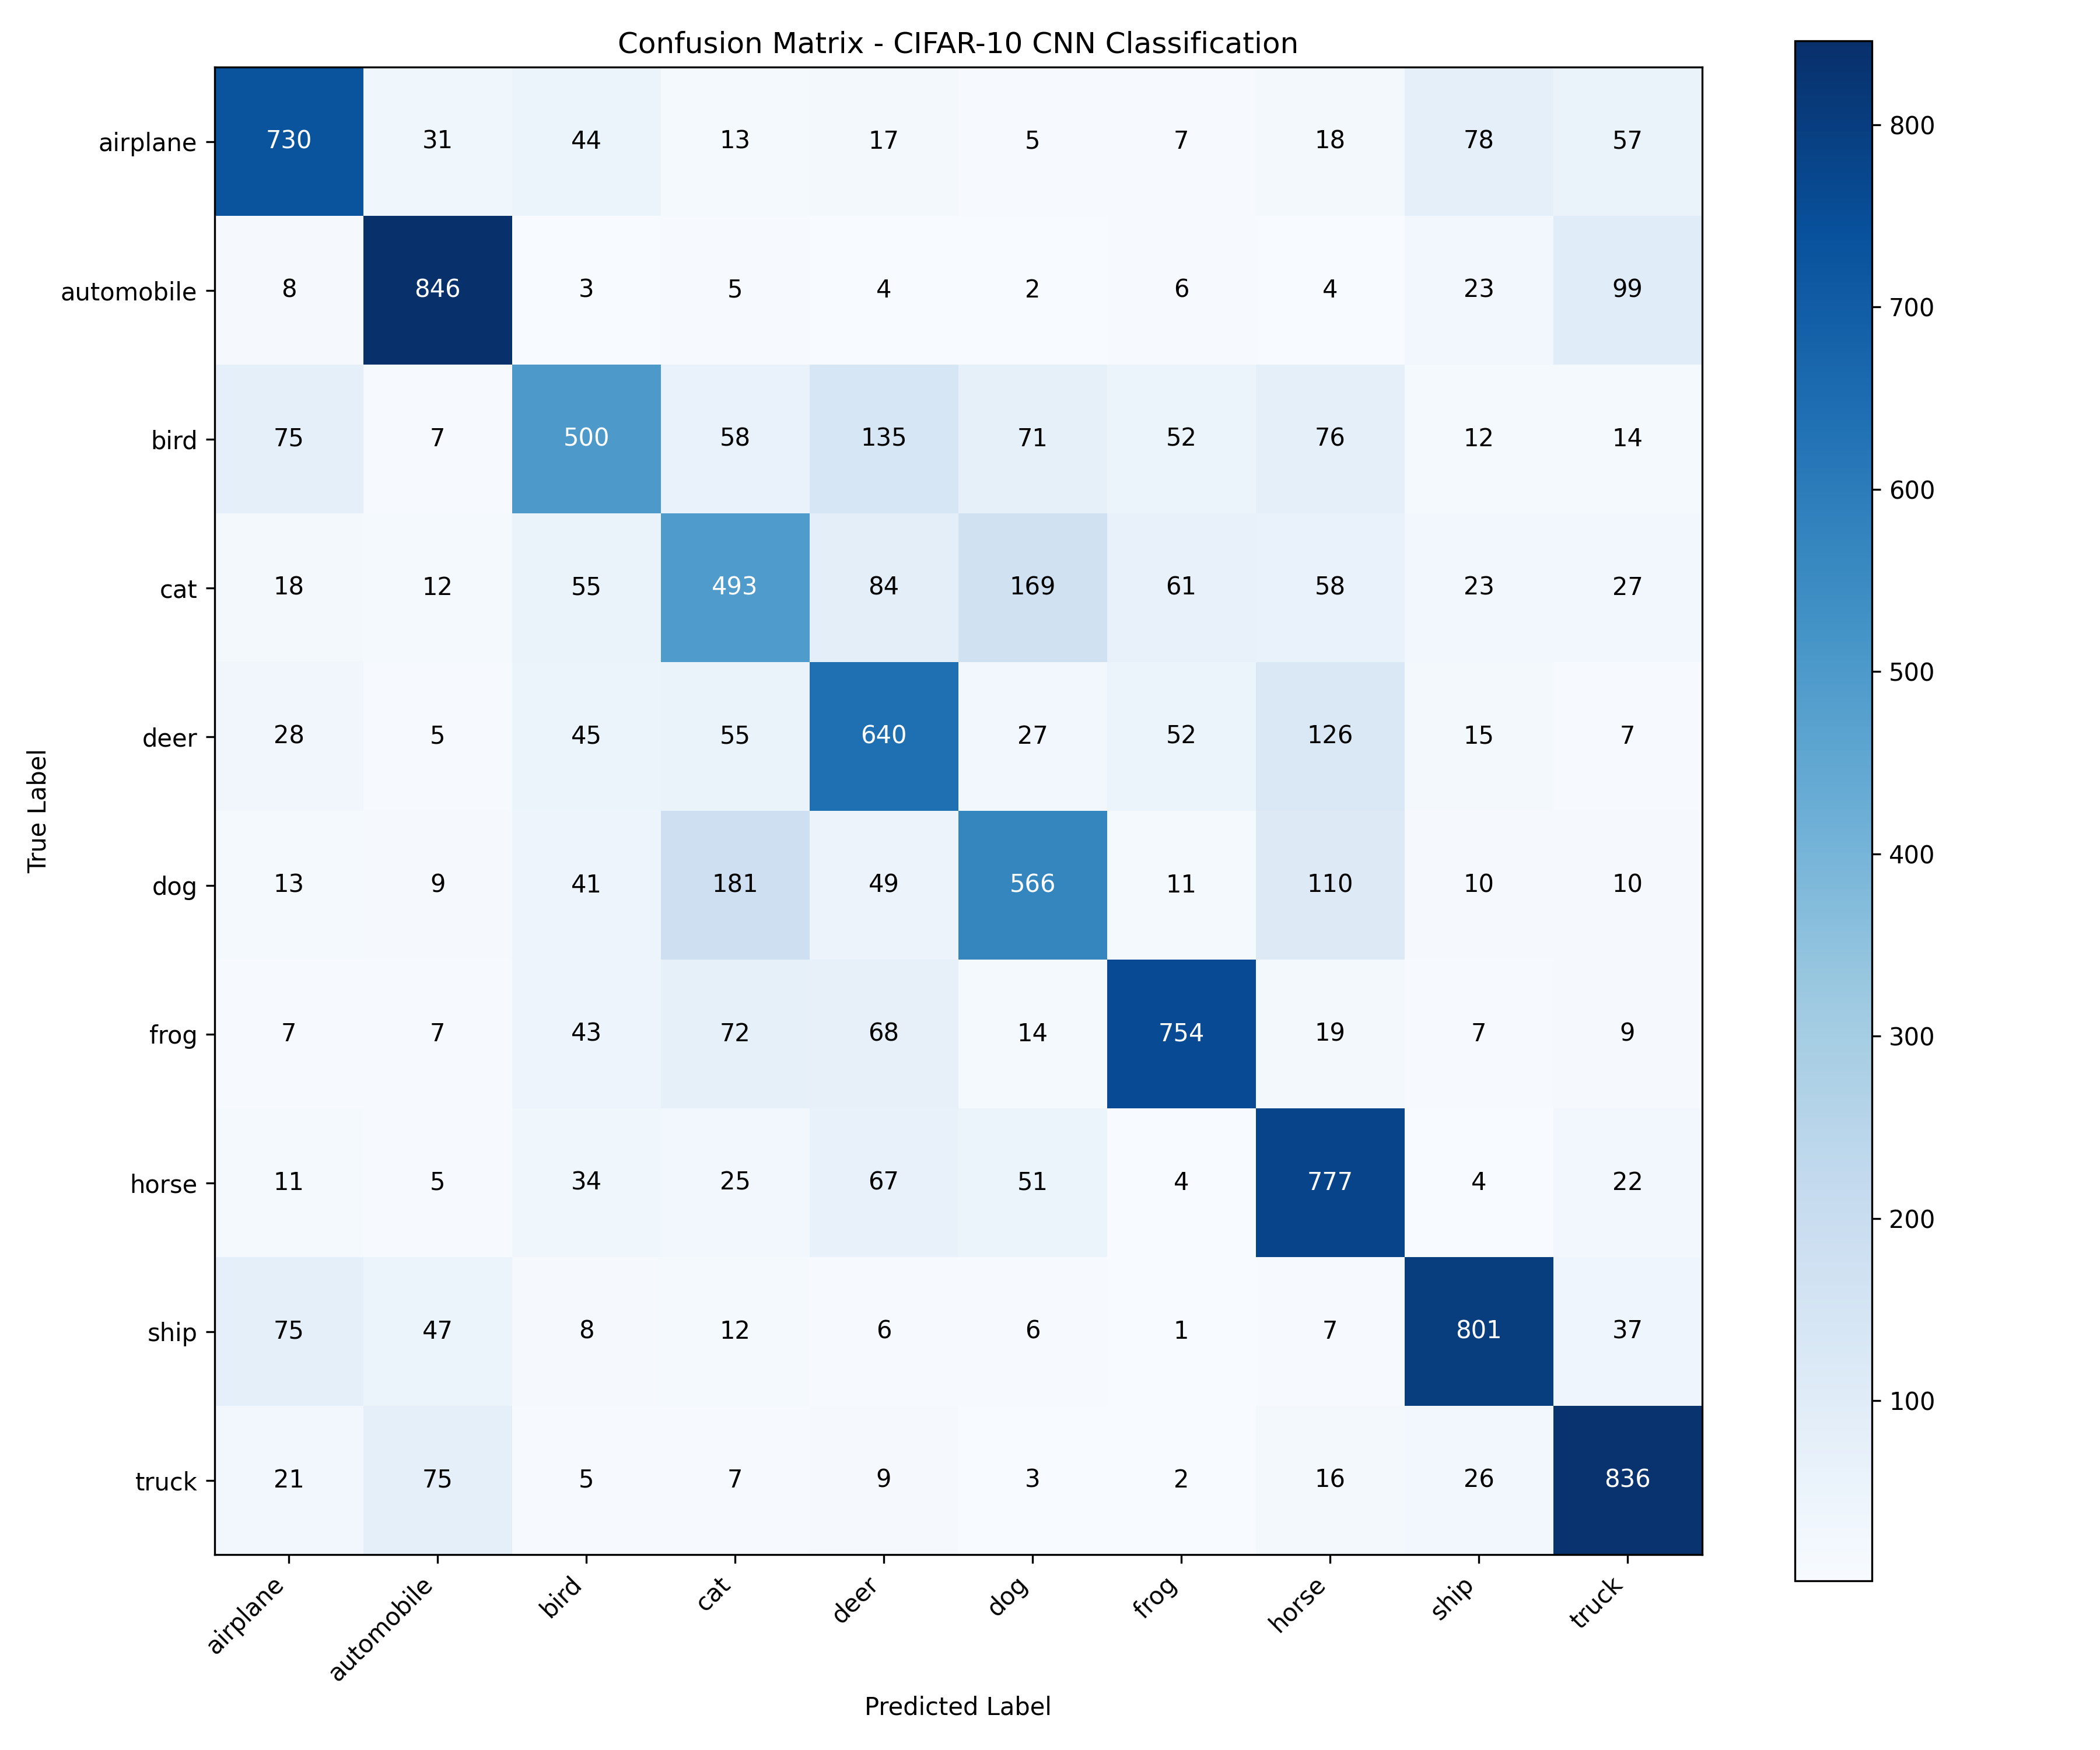 Confusion Matrix - CIFAR-10 CNN Classification
airplane 730 31 44 13 17 5 7 18 78 57
automobile 8 846 3 5 4 2 6 4 23 99
bird 75 7 500 58 135 71 52 76 12 14
cat 18 12 55 493 84 169 61 58 23 27
deer 28 5 45 55 640 27 52 126 15 7
dog 13 9 41 181 49 566 11 110 10 10
frog 7 7 43 72 68 14 754 19 7 9
horse 11 5 34 25 67 51 4 777 4 22
ship 75 47 8 12 6 6 1 7 801 37
truck 21 75 5 7 9 3 2 16 26 836
airplane automobile bird cat deer dog frog horse ship truck
Predicted Label
True Label
800
700
600
500
400
300
200
100